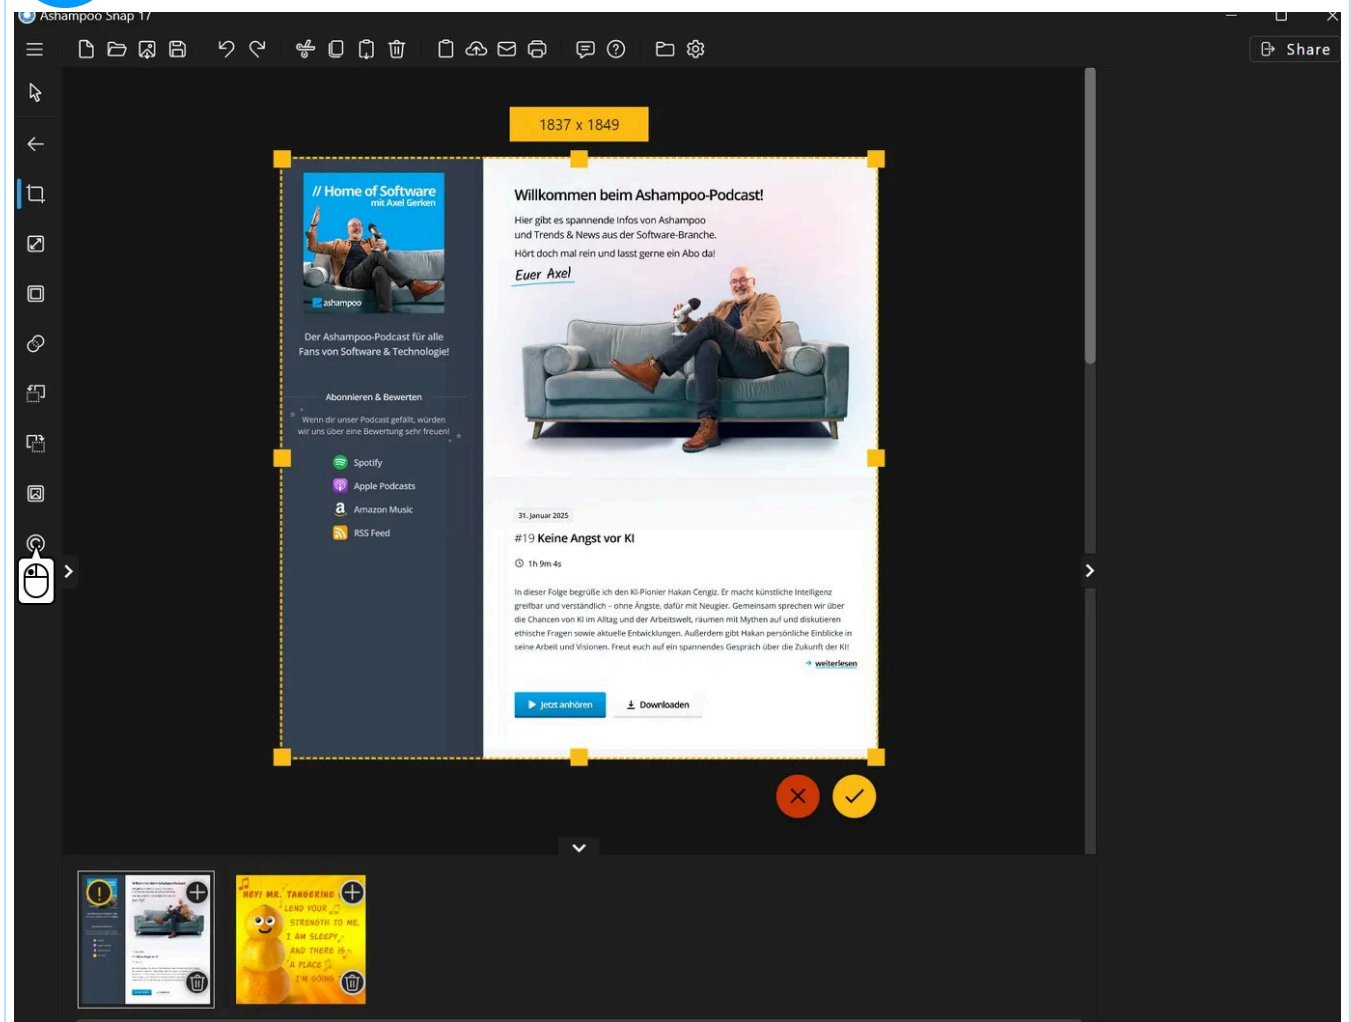 Ashampoo Snap 17
Share
1837 x 1849
// Home of Software
mit Axel Gerken
ashampoo
Der Ashampoo-Podcast für alle
Fans von Software & Technologie!
Abonnieren & Bewerten
Wenn dir unser Podcast gefällt, würden
wir uns über eine Bewertung sehr freuen!
Spotify
Apple Podcasts
Amazon Music
RSS Feed
Willkommen beim Ashampoo-Podcast!
Hier gibt es spannende Infos von Ashampoo
und Trends & News aus der Software-Branche.
Hört doch mal rein und lasst gerne ein Abo da!
Euer Axel
31. Januar 2025
#19 Keine Angst vor KI
1h 9m 4s
In dieser Folge begrüße ich den KI-Pionier Hakan Cengiz. Er macht künstliche Intelligenz
greifbar und verständlich – ohne Ängste, dafür mit Neugier. Gemeinsam sprechen wir über
die Chancen von KI im Alltag und der Arbeitswelt, räumen mit Mythen auf und diskutieren
ethische Fragen sowie aktuelle Entwicklungen. Außerdem gibt Hakan persönliche Einblicke in
seine Arbeit und Visionen. Freut euch auf ein spannendes Gespräch über die Zukunft der KI!
weiterlesen
Jetzt anhören
Downloaden
HEY! MR. TANGERINE
LEND YOUR
STRENGTH TO ME.
I AM SLEEPY
AND THERE IS
A PLACE
I'M GOING